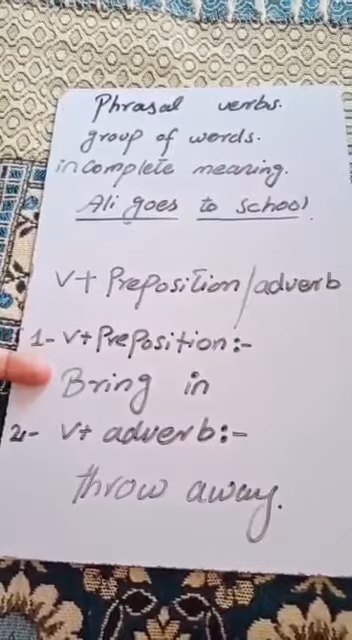 Phrasal verbs.
group of words.
incomplete meaning.
Ali goes to school.
V+ Preposition/adverb
1- V+Preposition:-
Bring in
2- V+ adverb:-
throw away.